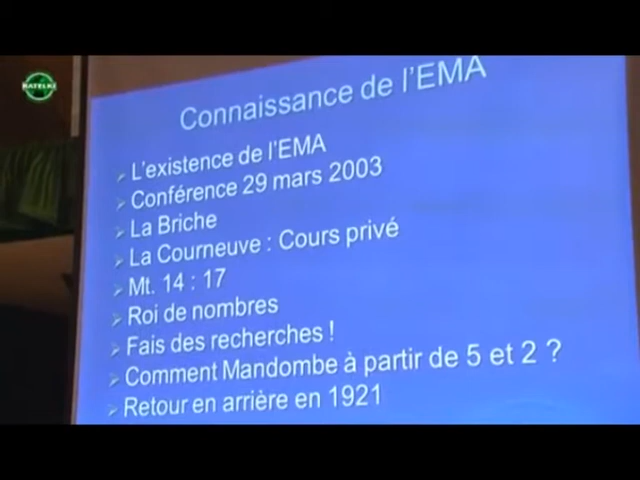 RATELKI
Connaissance de l'EMA
L'existence de l'EMA
Conférence 29 mars 2003
La Briche
La Courneuve : Cours privé
Mt. 14 : 17
Roi de nombres
Fais des recherches !
Comment Mandombe à partir de 5 et 2 ?
Retour en arrière en 1921